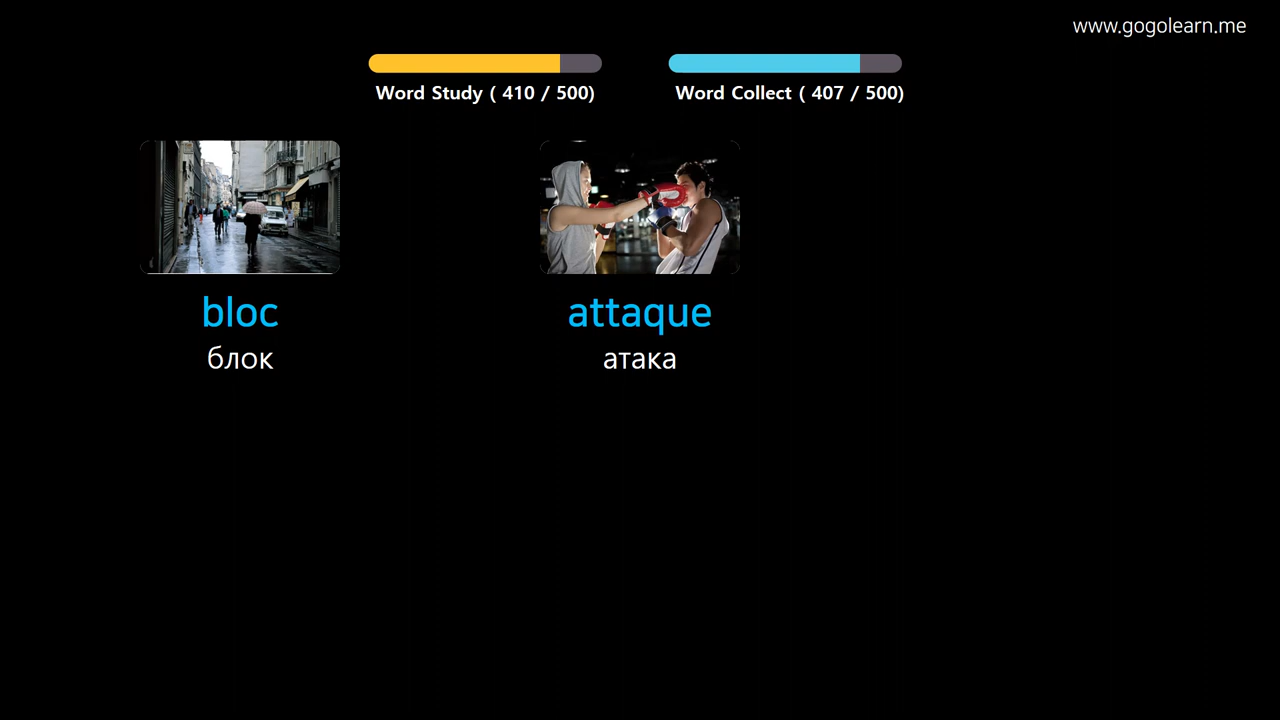 www.gogolearn.me
Word Study ( 410 / 500)
Word Collect ( 407 / 500)
bloc
attaque
блок
атака